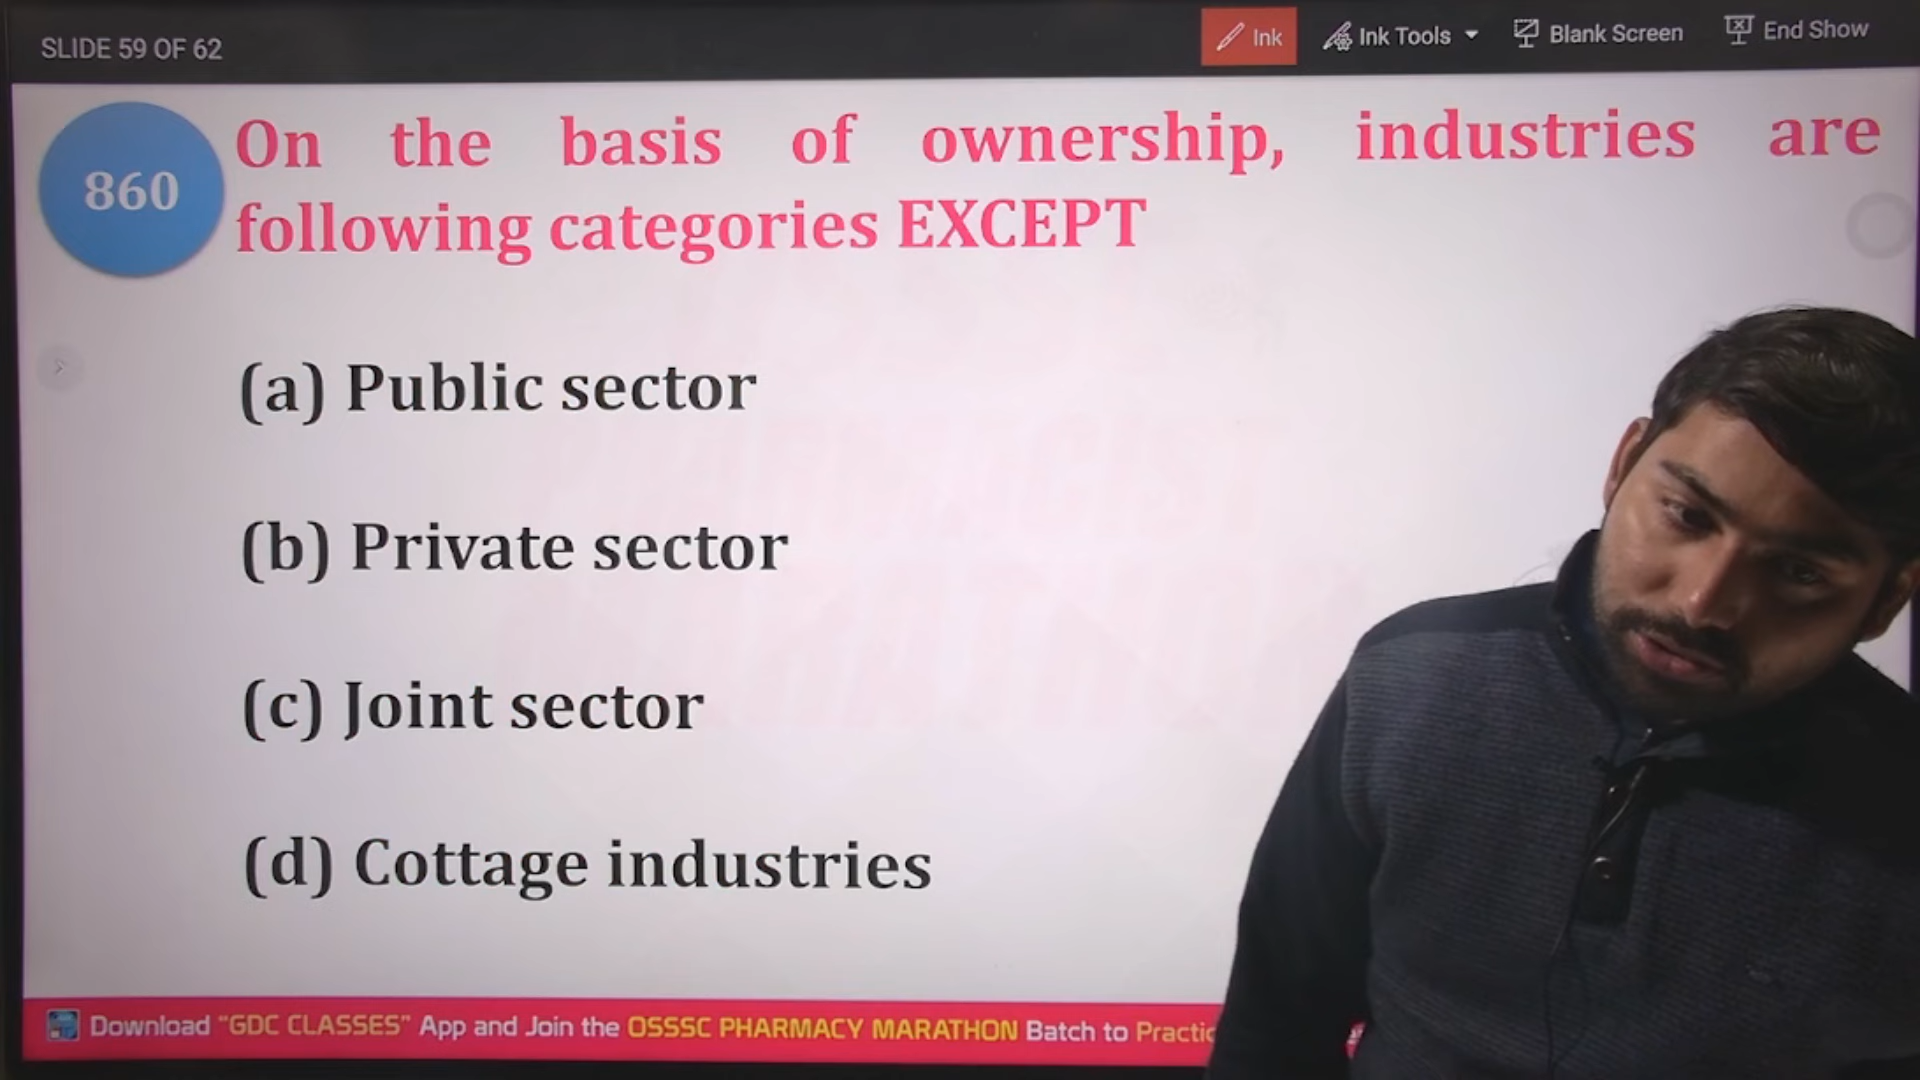 SLIDE 59 OF 62
Ink
Ink Tools
Blank Screen
End Show
860
On the basis of ownership, industries are
following categories EXCEPT
(a) Public sector
(b) Private sector
(c) Joint sector
(d) Cottage industries
Download "GDC CLASSES" App and Join the OSSSC PHARMACY MARATHON Batch to